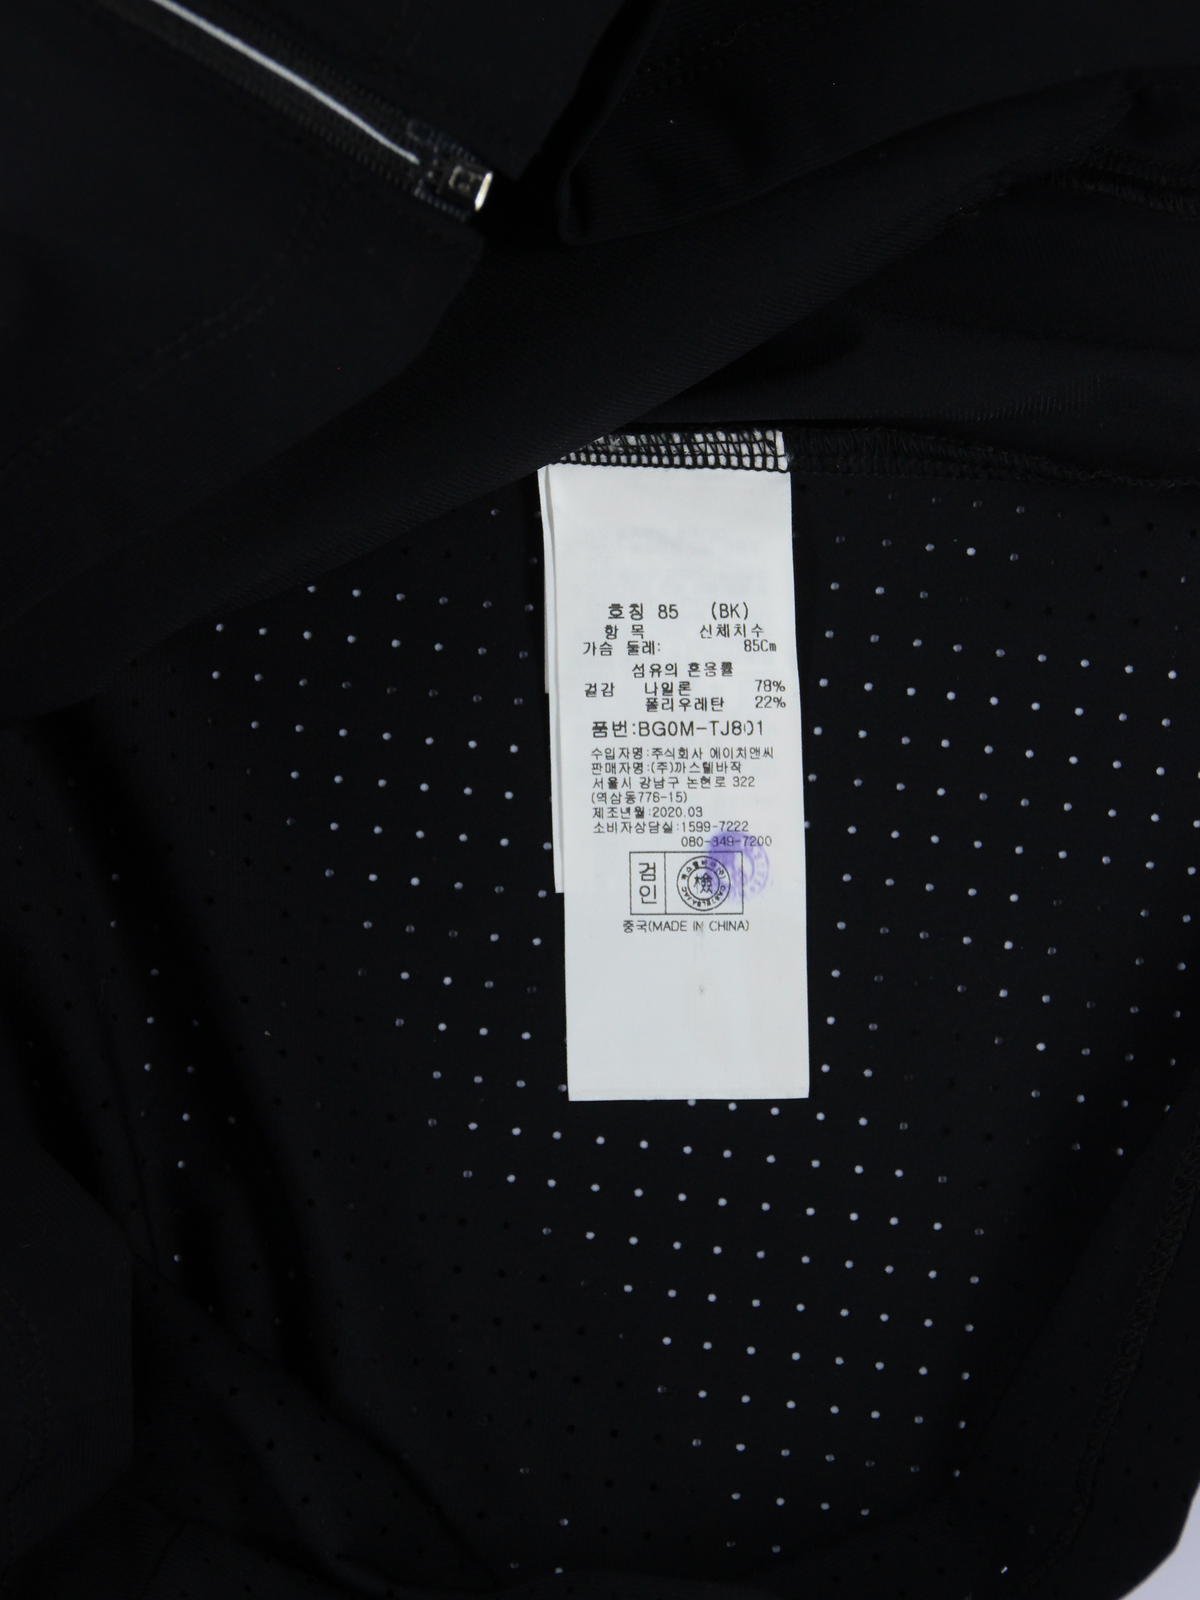 호칭 85 (BK)
항 목 신체치수
가슴 둘레: 85Cm
섬유의 혼용률
겉감 나일론 78%
폴리우레탄 22%
품번:BG0M-TJ801
수입자명:주식회사 에이치앤씨
판매자명:(주)까스텔바작
서울시 강남구 논현로 322
(역삼동776-15)
제조년월:2020.03
소비자상담실:1599-7222
080-349-7200
검인
檢
중국(MADE IN CHINA)